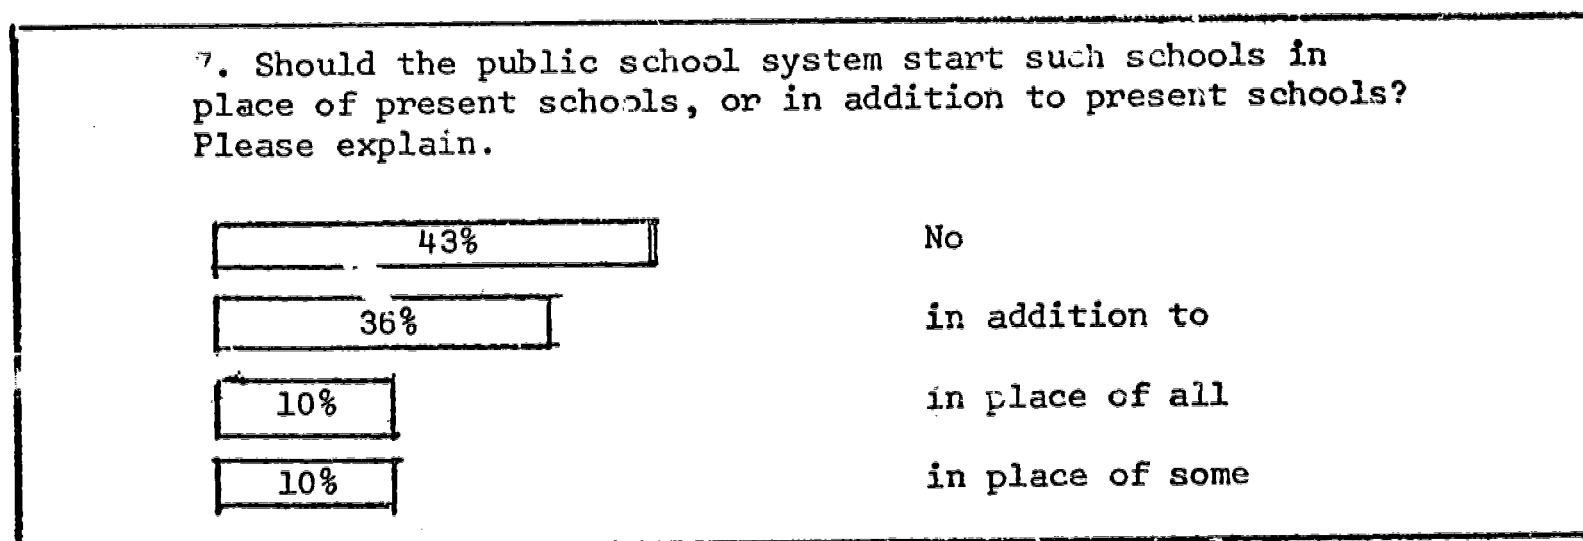 7. Should the public school system start such schools in
place of present schools, or in addition to present schools?
Please explain.
43% No
36% in addition to
10% in place of all
10% in place of some